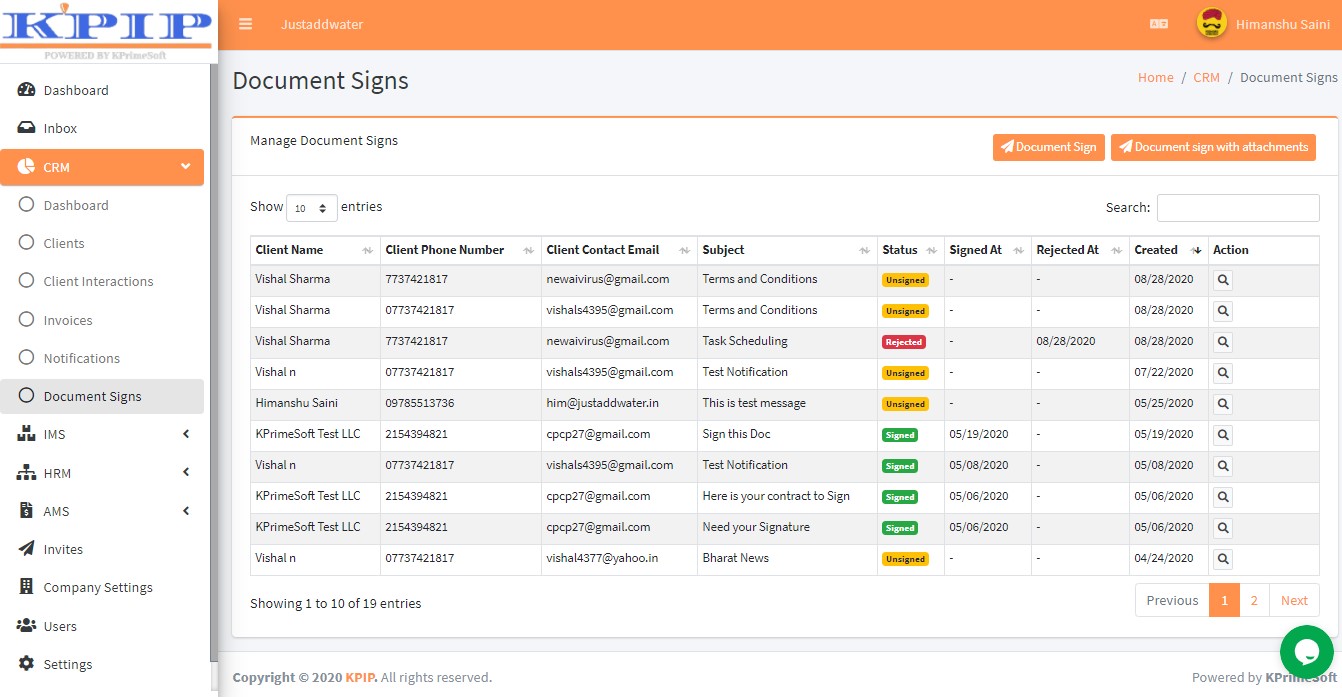 KPIP
POWERED BY KPrimeSoft
Justaddwater
Himanshu Saini
Dashboard
Inbox
CRM
Dashboard
Clients
Client Interactions
Invoices
Notifications
Document Signs
IMS
HRM
AMS
Invites
Company Settings
Users
Settings
Document Signs
Home / CRM / Document Signs
Manage Document Signs
Document Sign
Document sign with attachments
Show 10 entries
Search:
Client Name Client Phone Number Client Contact Email Subject Status Signed At Rejected At Created Action
Vishal Sharma 7737421817 newaivirus@gmail.com Terms and Conditions Unsigned - - 08/28/2020
Vishal Sharma 07737421817 vishals4395@gmail.com Terms and Conditions Unsigned - - 08/28/2020
Vishal Sharma 7737421817 newaivirus@gmail.com Task Scheduling Rejected - 08/28/2020 08/28/2020
Vishal n 07737421817 vishals4395@gmail.com Test Notification Unsigned - - 07/22/2020
Himanshu Saini 09785513736 him@justaddwater.in This is test message Unsigned - - 05/25/2020
KPrimeSoft Test LLC 2154394821 cpcp27@gmail.com Sign this Doc Signed 05/19/2020 - 05/19/2020
Vishal n 07737421817 vishals4395@gmail.com Test Notification Signed 05/08/2020 - 05/08/2020
KPrimeSoft Test LLC 2154394821 cpcp27@gmail.com Here is your contract to Sign Signed 05/06/2020 - 05/06/2020
KPrimeSoft Test LLC 2154394821 cpcp27@gmail.com Need your Signature Signed 05/06/2020 - 05/06/2020
Vishal n 07737421817 vishal4377@yahoo.in Bharat News Unsigned - - 04/24/2020
Showing 1 to 10 of 19 entries
Previous 1 2 Next
Copyright © 2020 KPIP. All rights reserved.
Powered by KPrimeSoft